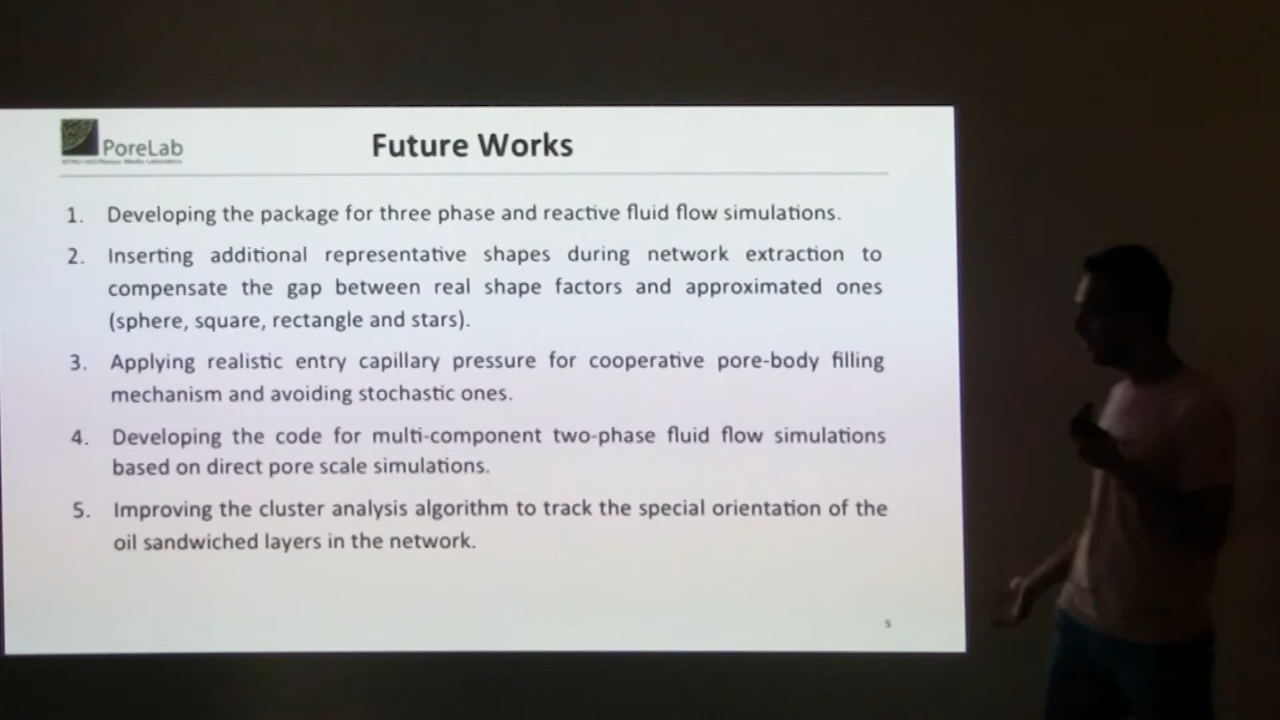 PoreLab
Future Works
1. Developing the package for three phase and reactive fluid flow simulations.
2. Inserting additional representative shapes during network extraction to
compensate the gap between real shape factors and approximated ones
(sphere, square, rectangle and stars).
3. Applying realistic entry capillary pressure for cooperative pore-body filling
mechanism and avoiding stochastic ones.
4. Developing the code for multi-component two-phase fluid flow simulations
based on direct pore scale simulations.
5. Improving the cluster analysis algorithm to track the special orientation of the
oil sandwiched layers in the network.
5